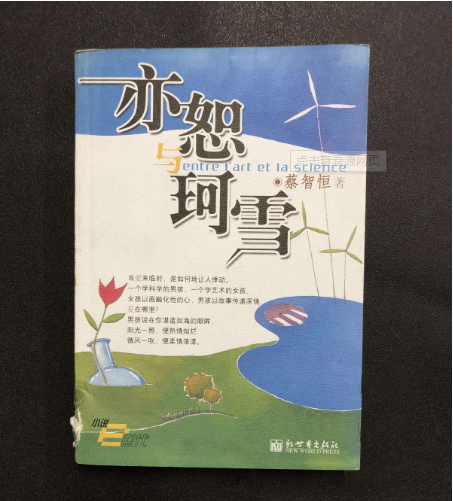 亦恕
与
珂雪
entre l'art et la science
蔡智恒 著
当爱来临时，是如何地让人悸动。
一个学科学的男孩，一个学艺术的女孩，
女孩以画融化他的心，男孩以故事传递深情
爱在哪里？
男孩说在你湛蓝如海的眼眸
阳光一照，便热情灿烂
微风一吹，便柔情荡漾。
小说
新世界出版社
NEW WORLD PRESS